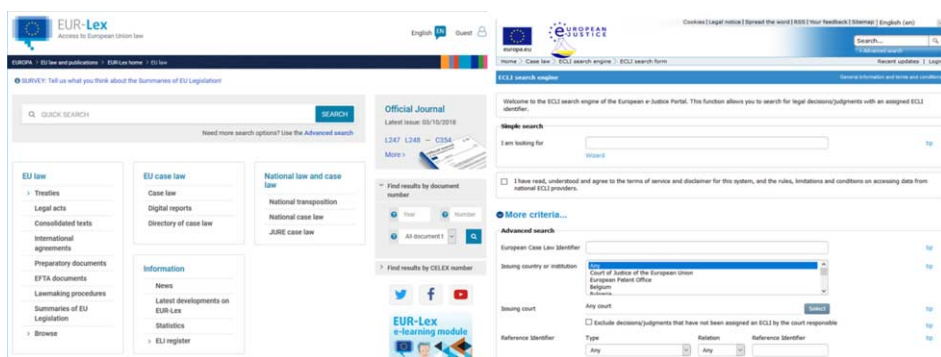 EUR-Lex
Access to European Union law
English EN Guest
EUROPA > EU law and publications > EUR-Lex home > EU law
SURVEY: Tell us what you think about the Summaries of EU Legislation!
QUICK SEARCH
SEARCH
Need more search options? Use the Advanced search
EU law
> Treaties
Legal acts
Consolidated texts
International
agreements
Preparatory documents
EFTA documents
Lawmaking procedures
Summaries of EU
Legislation
> Browse
EU case law
Case law
Digital reports
Directory of case law
Information
News
Latest developments on
EUR-Lex
Statistics
> ELI register
National law and case
law
National transposition
National case law
JURE case law
Official Journal
Latest issue: 05/10/2018
L247 L248 — C354
More >
Find results by document
number
Year Number
All document t
> Find results by CELEX number
EUR-Lex
e-learning module
Cookies | Legal notice | Spread the word | RSS | Your feedback | Sitemap | English (en)
EUROPEAN
JUSTICE
europa.eu
Search...
> Advanced search
Home > Case law > ECLI search engine > ECLI search form
Recent updates | Login
ECLI search engine
General information and terms and conditions
Welcome to the ECLI search engine of the European e-Justice Portal. This function allows you to search for legal decisions/judgments with an assigned ECLI
identifier.
Simple search
I am looking for
tip
Wizard
I have read, understood and agree to the terms of service and disclaimer for this system, and the rules, limitations and conditions on accessing data from
national ECLI providers.
More criteria...
Advanced search
European Case Law Identifier
tip
Issuing country or institution
Any
Court of Justice of the European Union
European Patent Office
Belgium
tip
Issuing court
Any court
Select
tip
Exclude decisions/judgments that have not been assigned an ECLI by the court responsible
tip
Reference Identifier
Type Relation Reference Identifier
Any Any
tip